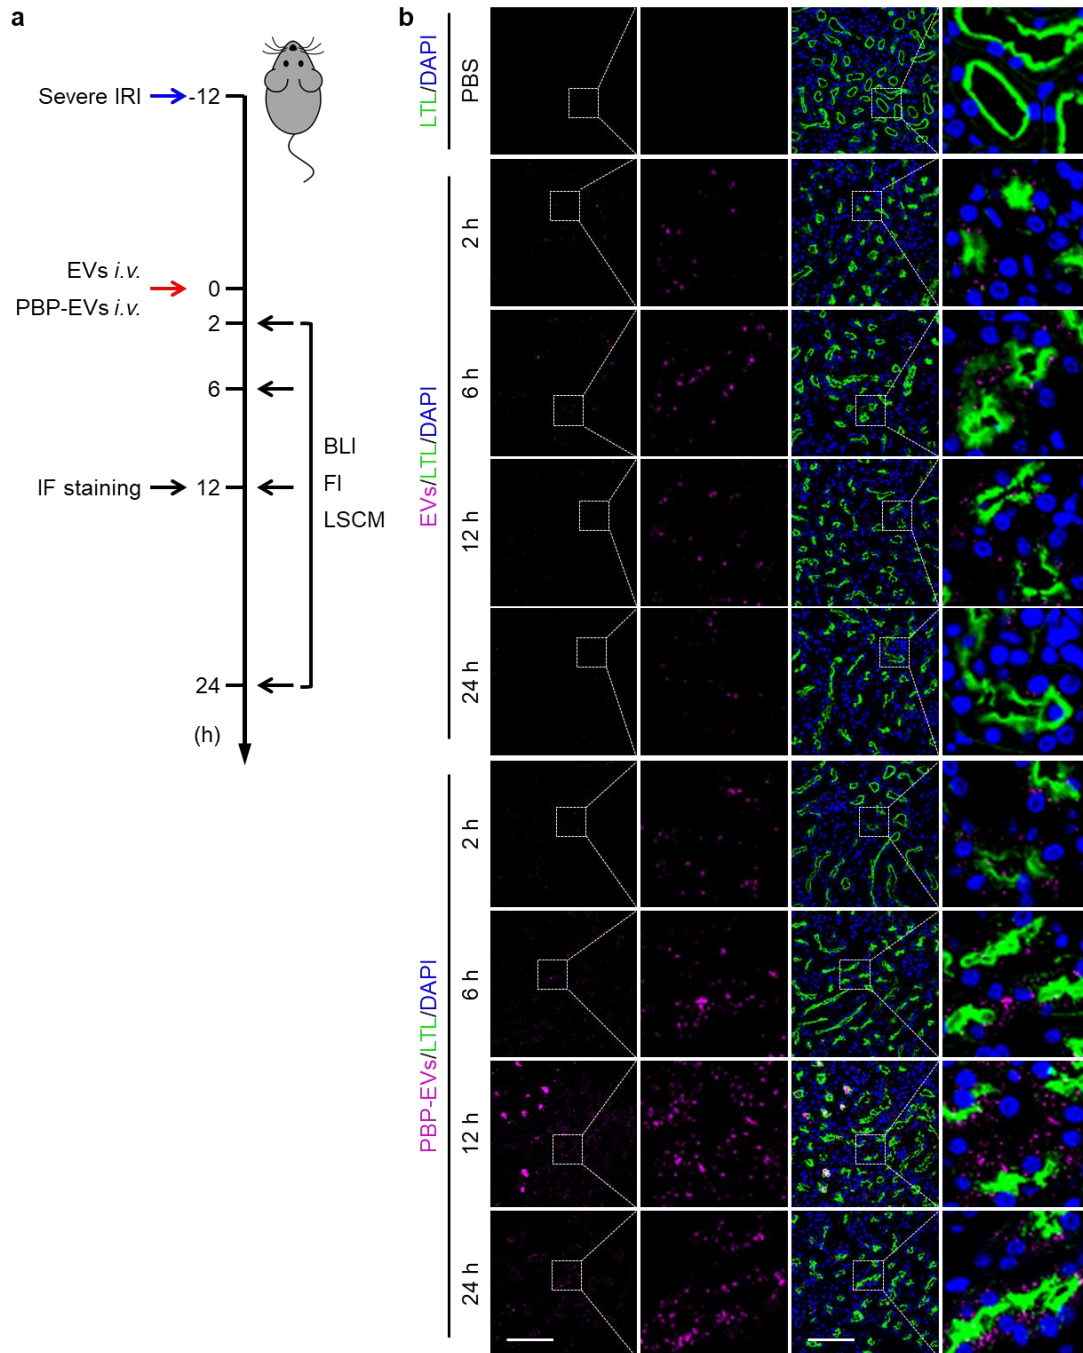 a
Severe IRI
-12
EVs i.v.
PBP-EVs i.v.
0
2
6
IF staining
12
BLI
FI
LSCM
24
(h)
b
LTL/DAPI
PBS
EVs/LTL/DAPI
2 h
6 h
12 h
24 h
PBP-EVs/LTL/DAPI
2 h
6 h
12 h
24 h